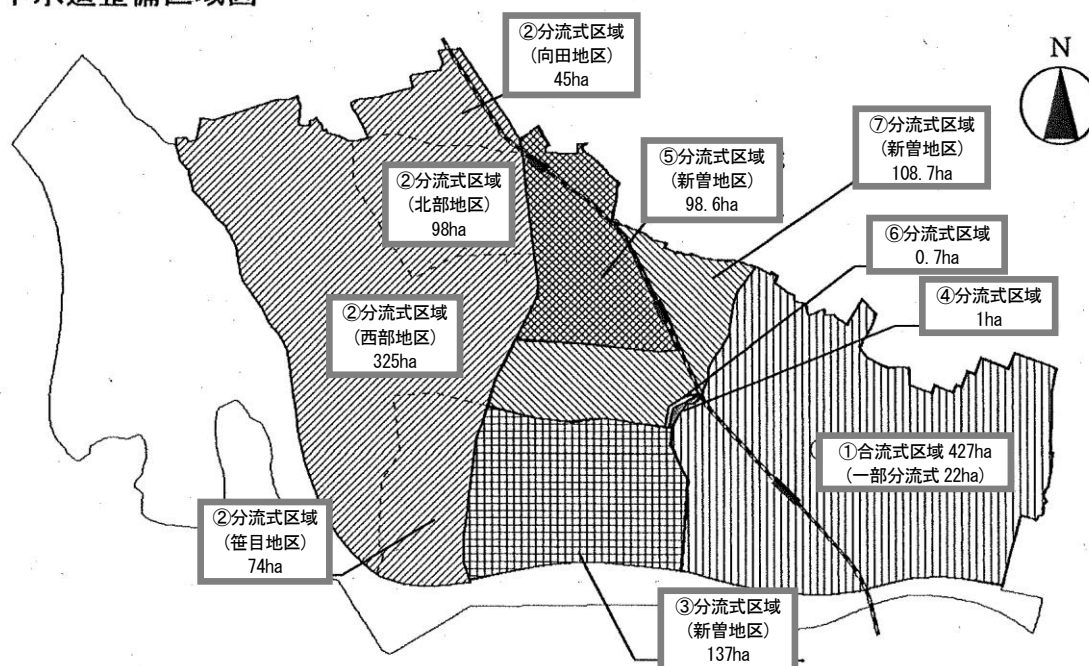 下水道整備区域図
②分流式区域
(向田地区)
45ha
N
⑦分流式区域
(新曽地区)
108.7ha
⑤分流式区域
(新曽地区)
98.6ha
②分流式区域
(北部地区)
98ha
⑥分流式区域
0.7ha
④分流式区域
1ha
②分流式区域
(西部地区)
325ha
①合流式区域 427ha
(一部分流式 22ha)
②分流式区域
(笹目地区)
74ha
③分流式区域
(新曽地区)
137ha